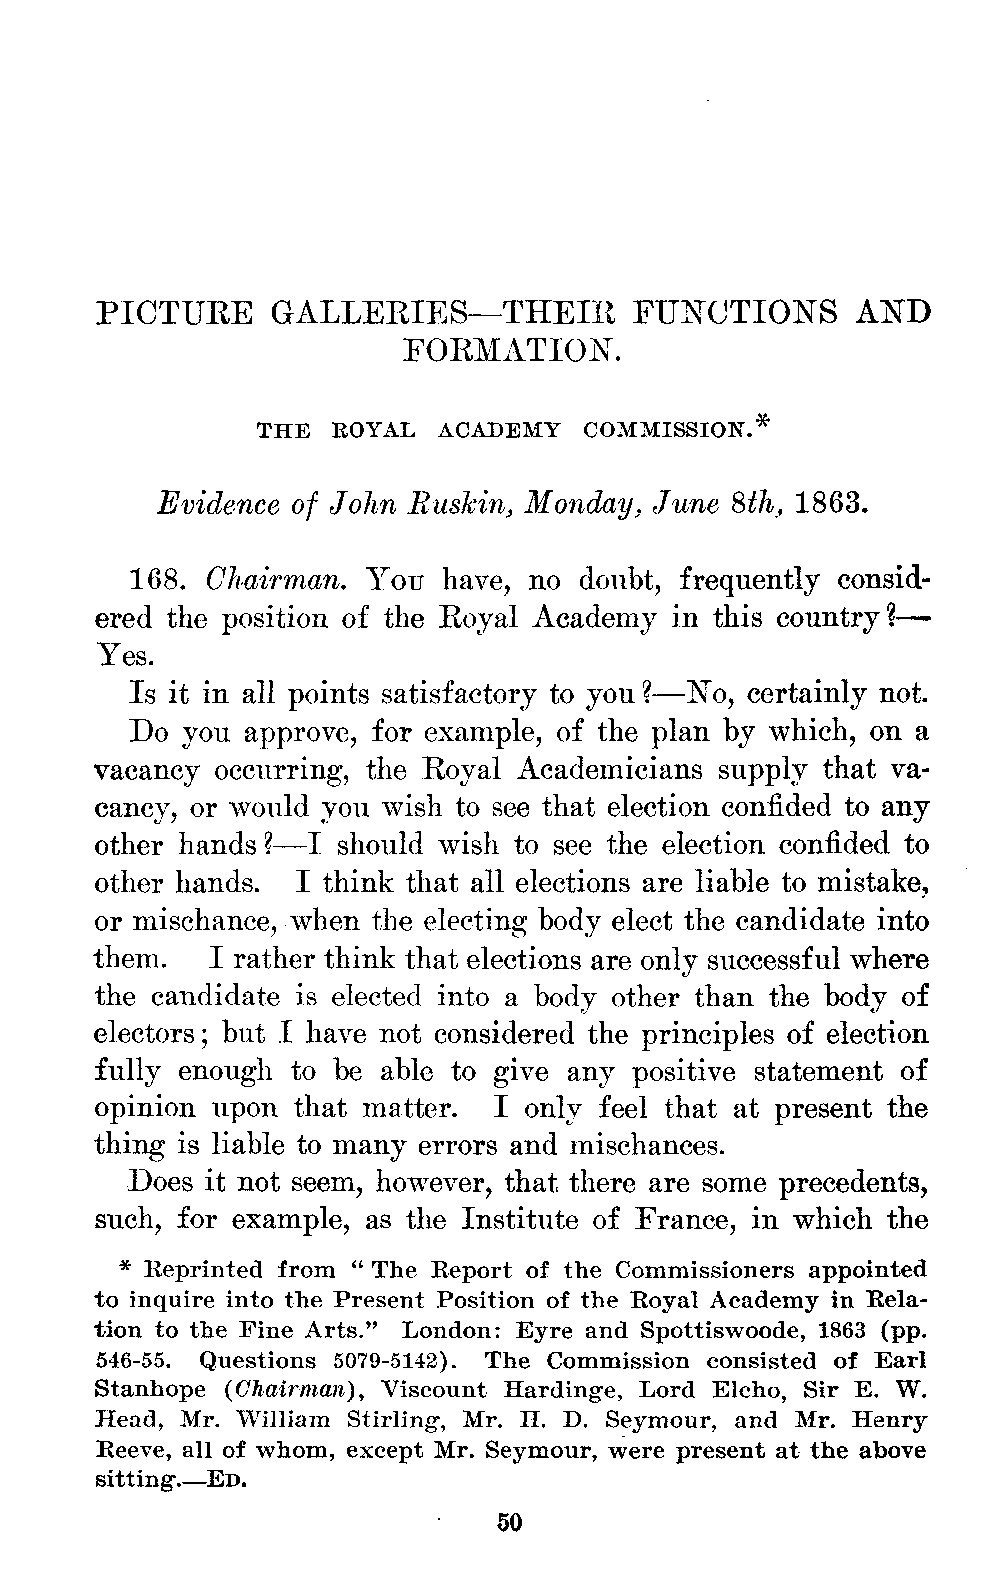 PICTURE GALLERIES—THEIR FUNCTIONS AND
FORMATION.
THE ROYAL ACADEMY COMMISSION.*
Evidence of John Ruskin, Monday, June 8th, 1863.
168. Chairman. You have, no doubt, frequently consid-
ered the position of the Royal Academy in this country?—
Yes.
Is it in all points satisfactory to you?—No, certainly not.
Do you approve, for example, of the plan by which, on a
vacancy occurring, the Royal Academicians supply that va-
cancy, or would you wish to see that election confided to any
other hands?—I should wish to see the election confided to
other hands. I think that all elections are liable to mistake,
or mischance, when the electing body elect the candidate into
them. I rather think that elections are only successful where
the candidate is elected into a body other than the body of
electors; but I have not considered the principles of election
fully enough to be able to give any positive statement of
opinion upon that matter. I only feel that at present the
thing is liable to many errors and mischances.
Does it not seem, however, that there are some precedents,
such, for example, as the Institute of France, in which the
* Reprinted from “The Report of the Commissioners appointed
to inquire into the Present Position of the Royal Academy in Rela-
tion to the Fine Arts.” London: Eyre and Spottiswoode, 1863 (pp.
546-55. Questions 5079-5142). The Commission consisted of Earl
Stanhope (Chairman), Viscount Hardinge, Lord Elcho, Sir E. W.
Head, Mr. William Stirling, Mr. H. D. Seymour, and Mr. Henry
Reeve, all of whom, except Mr. Seymour, were present at the above
sitting.—ED.
50